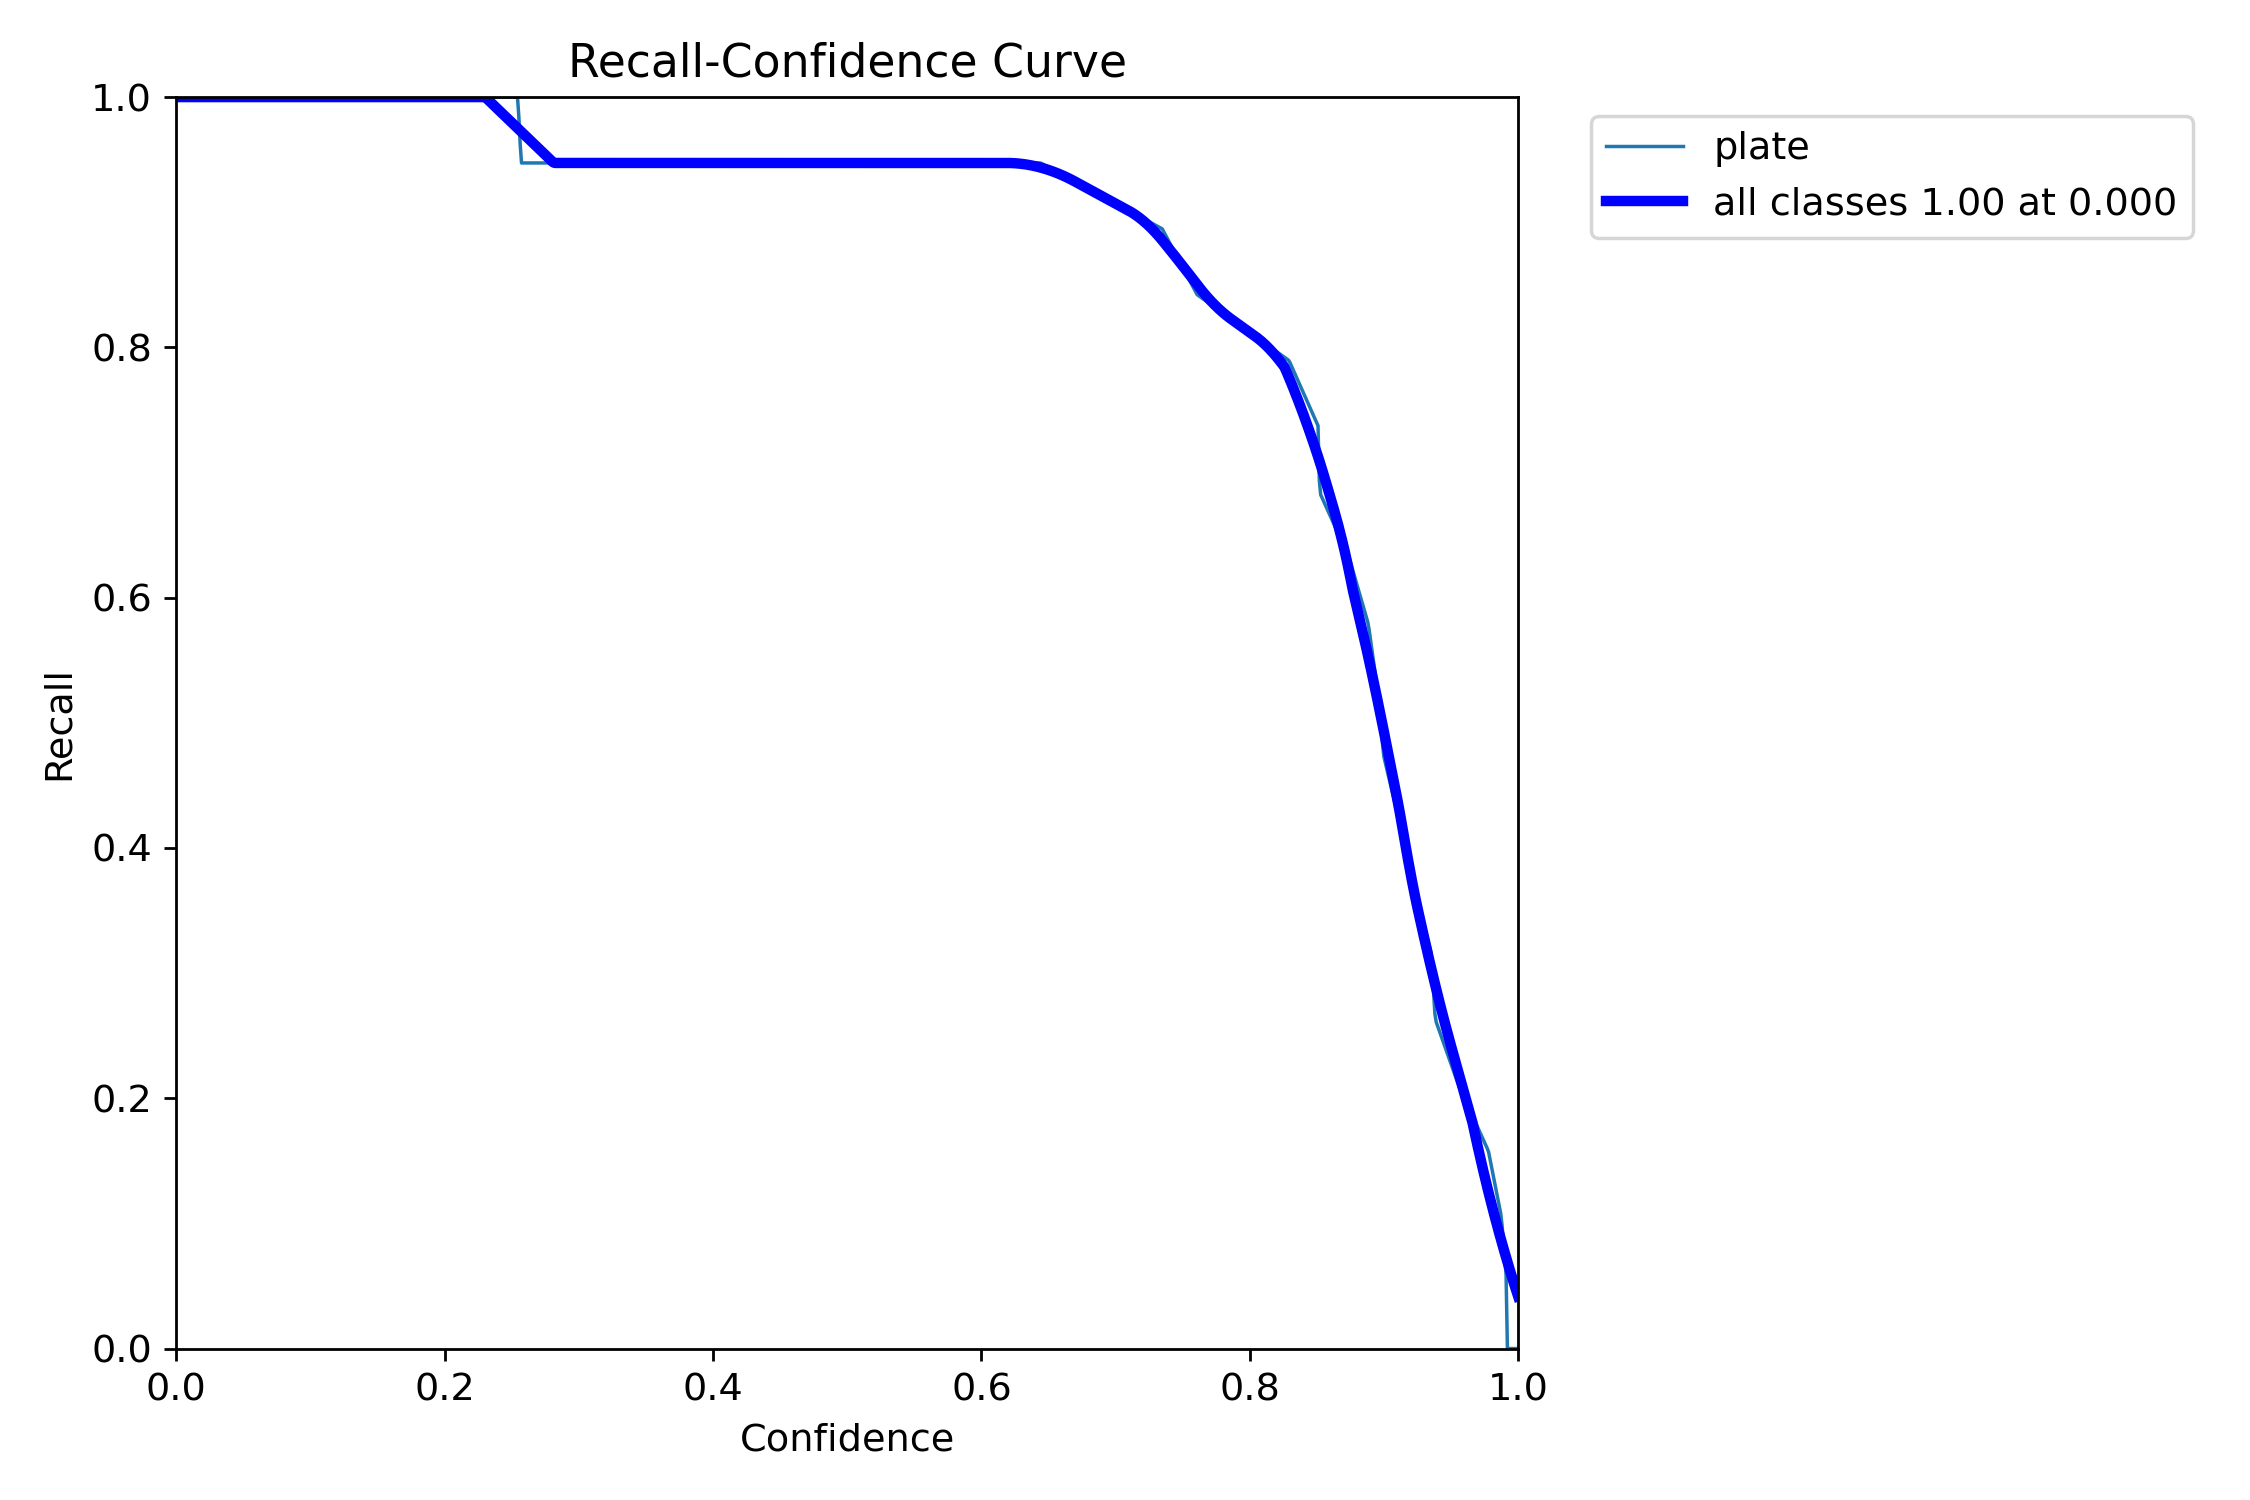 Recall-Confidence Curve
1.0
0.8
0.6
0.4
0.2
0.0
Recall
0.0 0.2 0.4 0.6 0.8 1.0
Confidence
plate
all classes 1.00 at 0.000